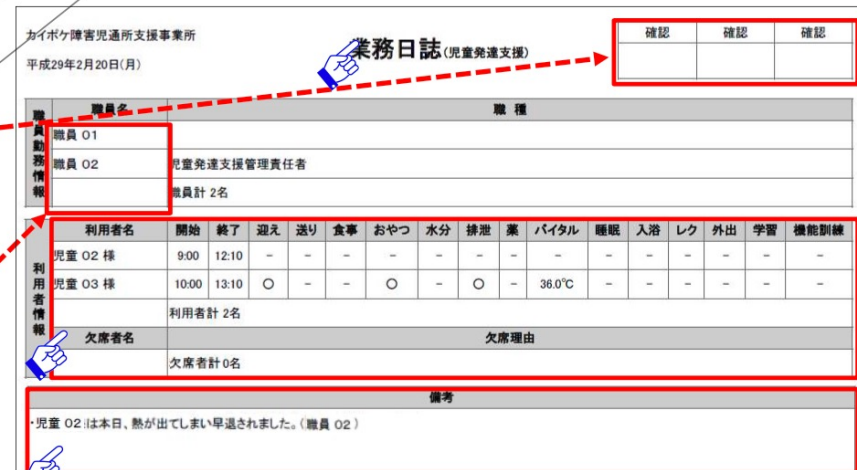 カイポケ障害児通所支援事業所
平成29年2月20日(月)
業務日誌(児童発達支援)
確認 確認 確認
職員勤務情報
職員名 職種
職員 01
職員 02 児童発達支援管理責任者
職員計 2名
利用者情報
利用者名 開始 終了 迎え 送り 食事 おやつ 水分 排泄 薬 バイタル 睡眠 入浴 レク 外出 学習 機能訓練
児童 02 様 9:00 12:10 - - - - - - - - - - - - - -
児童 03 様 10:00 13:10 〇 - - 〇 - 〇 - 36.0℃ - - - - - -
利用者計 2名
欠席者名 欠席理由
欠席者計 0名
備考
・児童 02 は本日、熱が出てしまい早退されました。(職員 02)